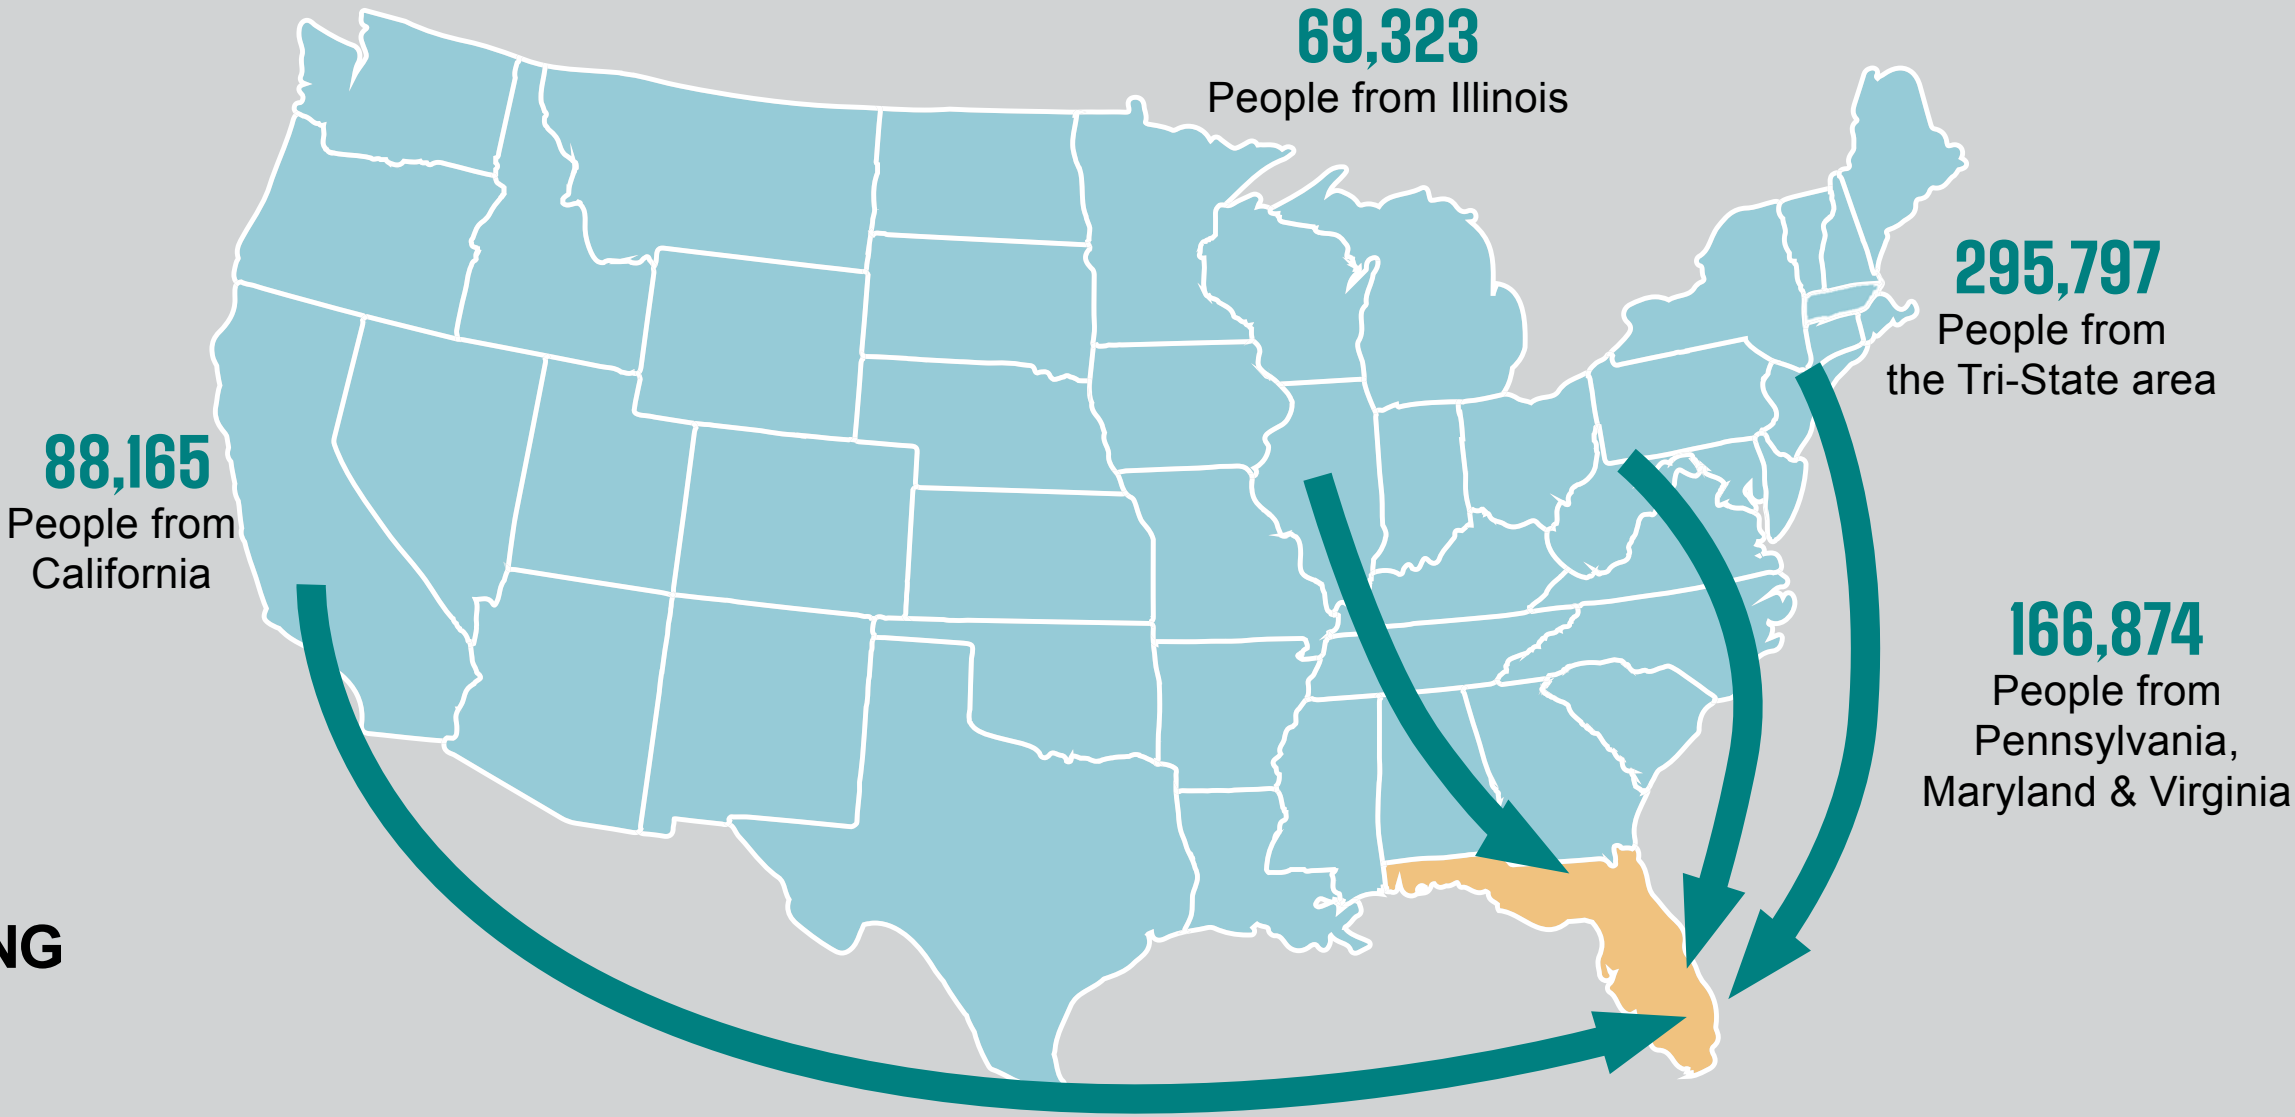 69,323
People from Illinois
295,797
People from
the Tri-State area
88,165
People from
California
166,874
People from
Pennsylvania,
Maryland & Virginia
NG